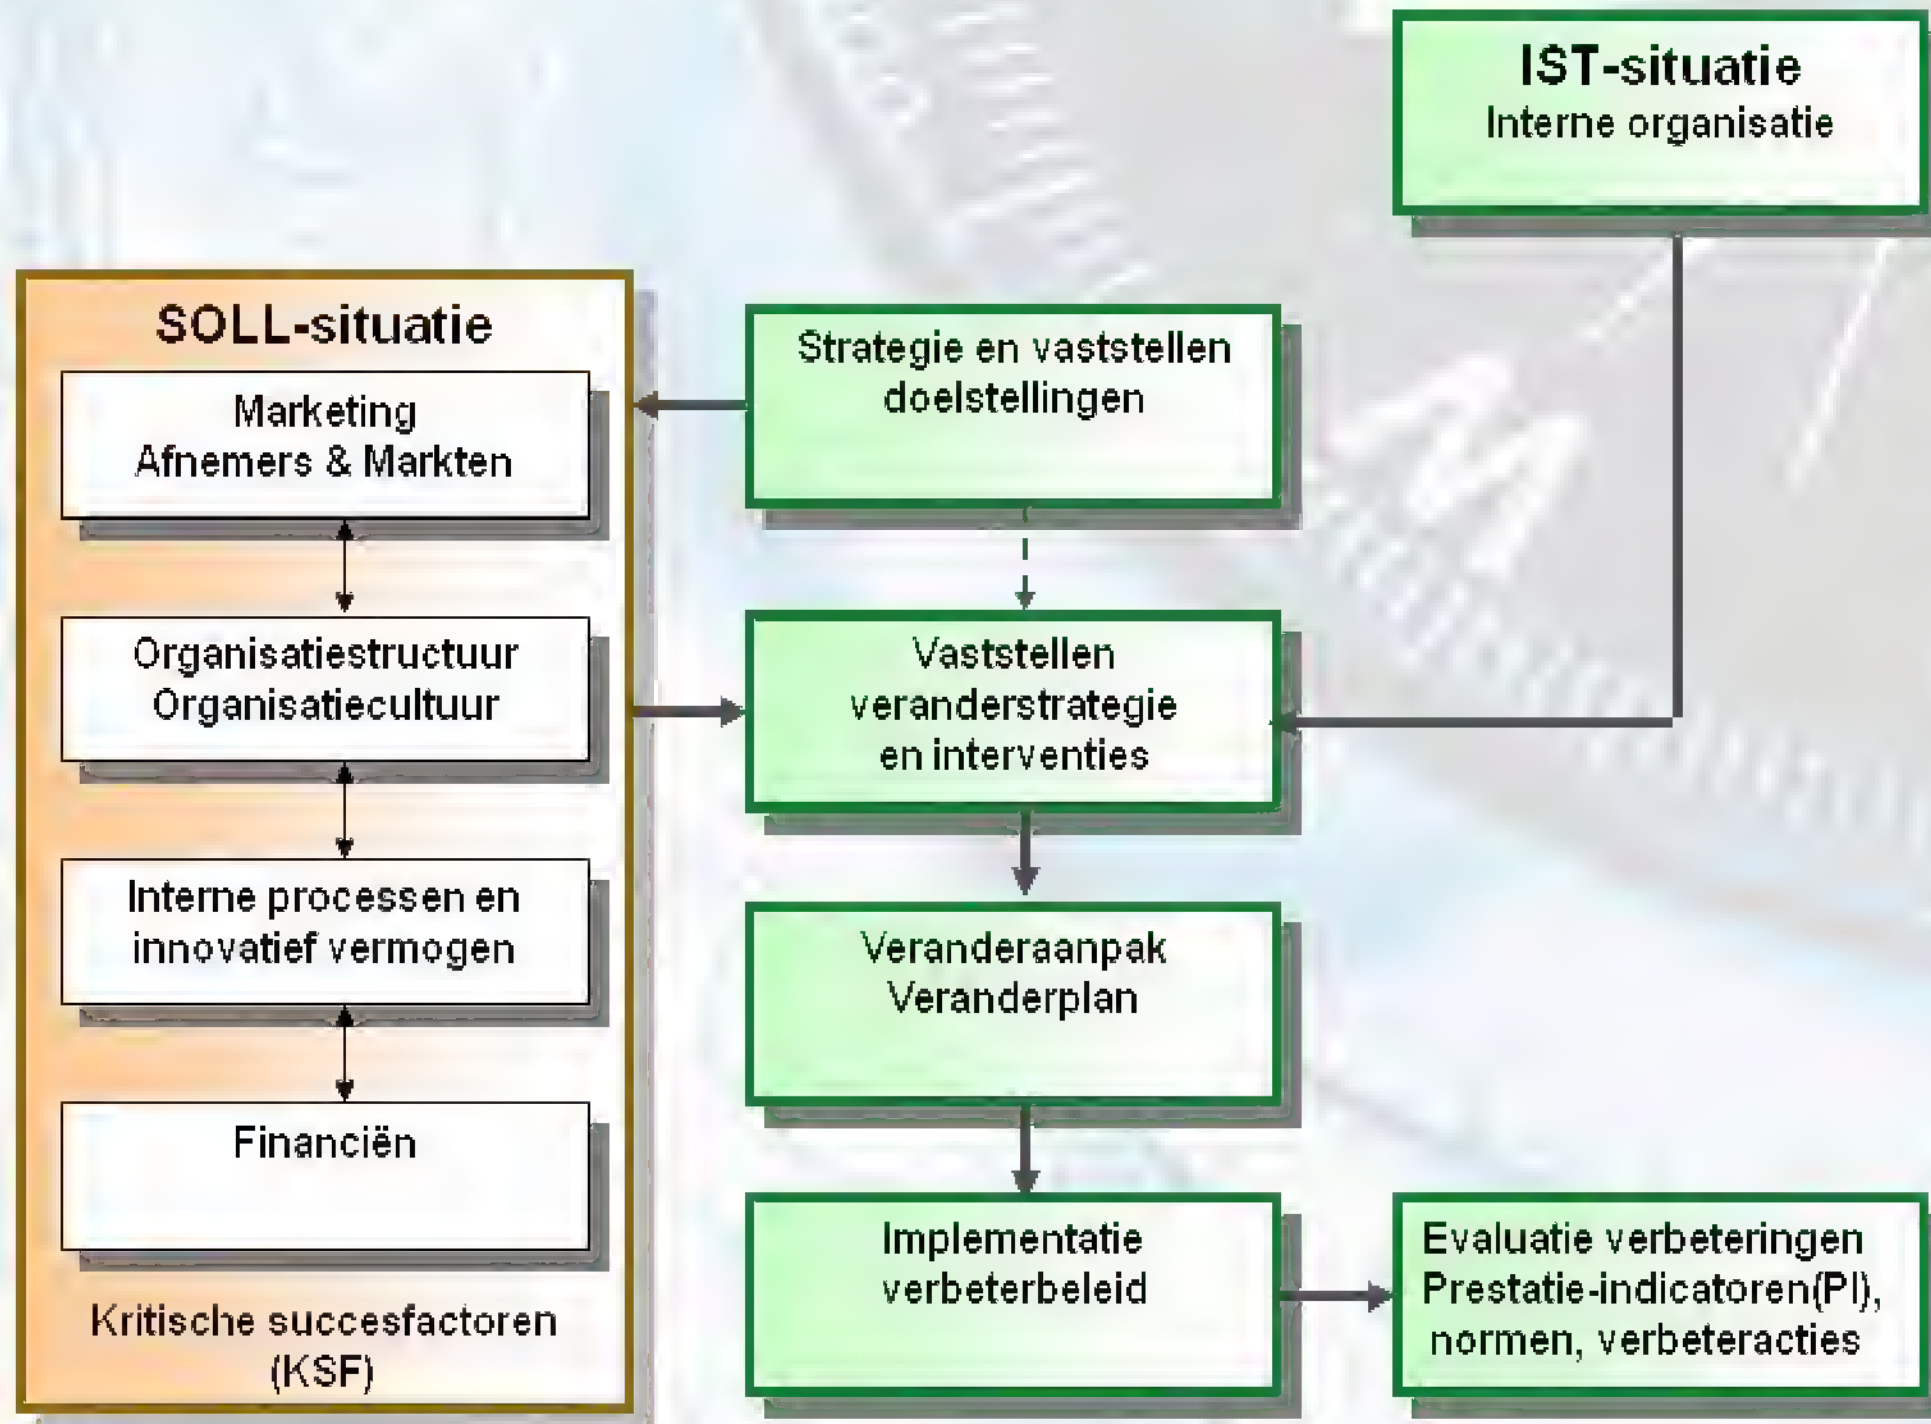 IST-situatie
Interne organisatie
SOLL-situatie
Marketing
Afnemers & Markten
Organisatiestructuur
Organisatiecultuur
Interne processen en
innovatief vermogen
Financiën
Kritische succesfactoren
(KSF)
Strategie en vaststellen
doelstellingen
Vaststellen
veranderstrategie
en interventies
Veranderaanpak
Veranderplan
Implementatie
verbeterbeleid
Evaluatie verbeteringen
Prestatie-indicatoren(PI),
normen, verbeteracties